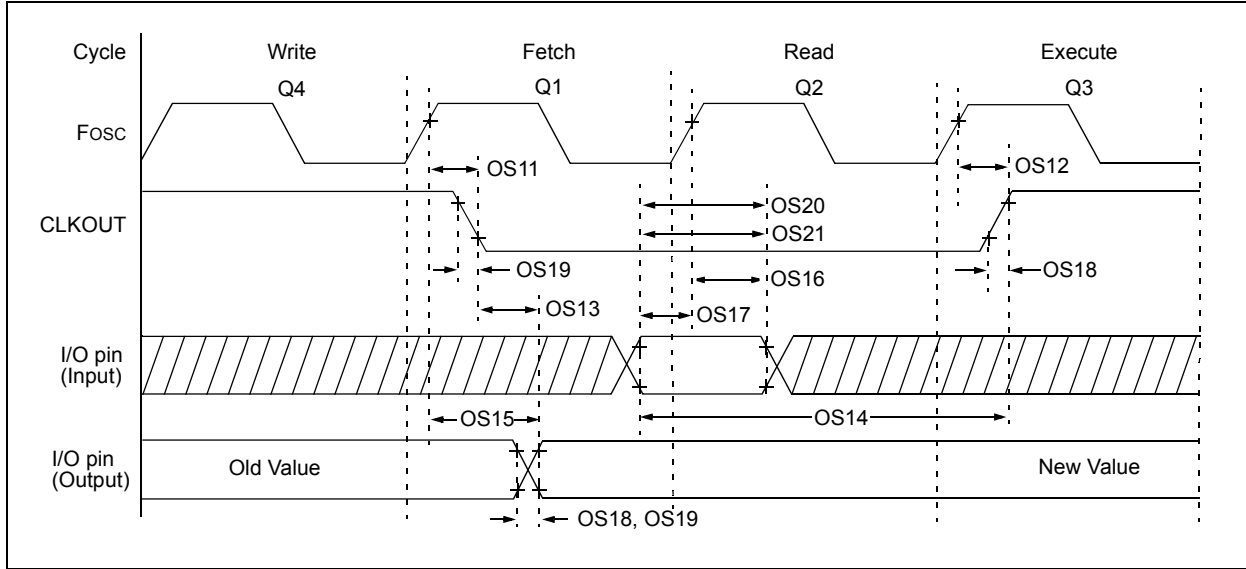 Cycle Write Fetch Read Execute
Q4 Q1 Q2 Q3
Fosc
OS11 OS12
OS20
CLKOUT
OS21
OS19 OS16 OS18
OS13 OS17
I/O pin
(Input)
OS15 OS14
I/O pin
(Output)
Old Value New Value
OS18, OS19